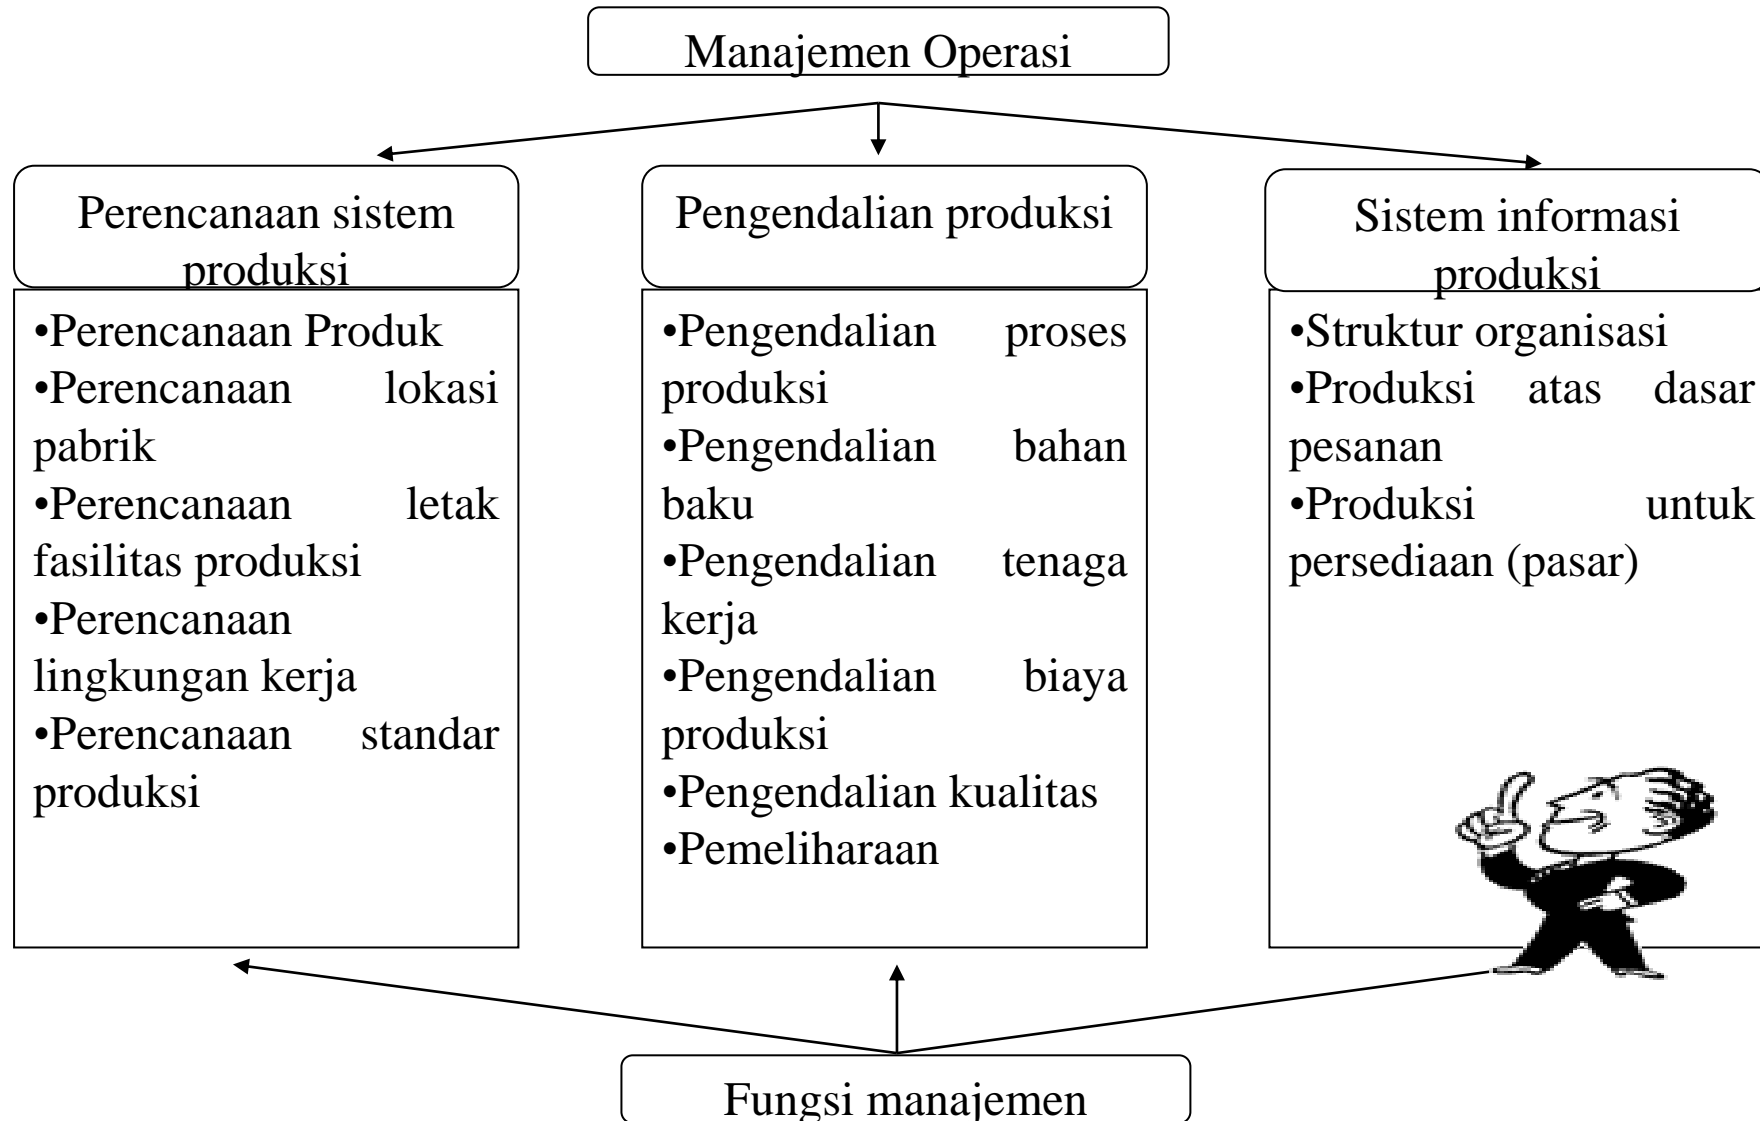 Manajemen Operasi
Perencanaan sistem
produksi
•Perencanaan Produk
•Perencanaan lokasi
pabrik
•Perencanaan letak
fasilitas produksi
•Perencanaan
lingkungan kerja
•Perencanaan standar
produksi
Pengendalian produksi
•Pengendalian proses
produksi
•Pengendalian bahan
baku
•Pengendalian tenaga
kerja
•Pengendalian biaya
produksi
•Pengendalian kualitas
•Pemeliharaan
Sistem informasi
produksi
•Struktur organisasi
•Produksi atas dasar
pesanan
•Produksi untuk
persediaan (pasar)
Fungsi manajemen